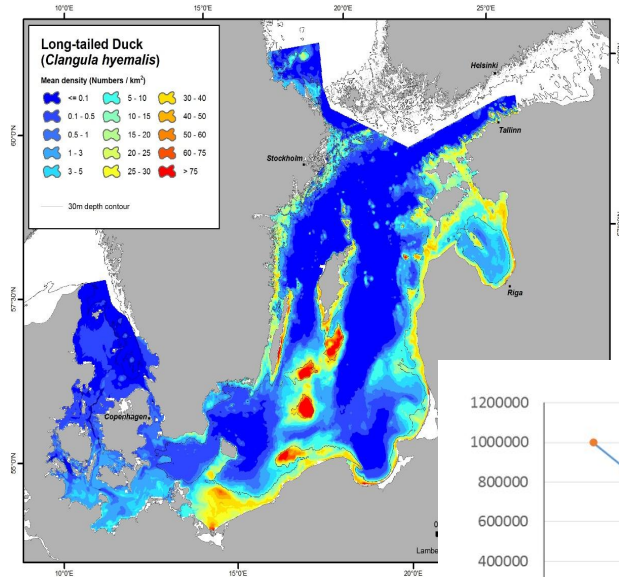 10°0'E
15°0'E
20°0'E
25°0'E
Long-tailed Duck
(Clangula hyemalis)
Mean density (Numbers / km²)
<= 0.1
5 - 10
30 - 40
0.1 - 0.5
10 - 15
40 - 50
0.5 - 1
15 - 20
50 - 60
1 - 3
20 - 25
60 - 75
3 - 5
25 - 30
> 75
30m depth contour
Helsinki
Tallinn
Stockholm
Riga
Copenhagen
60°0'N
57°30'N
55°0'N
1200000
1000000
800000
600000
400000
0
Lambe
10°0'E
15°0'E
20°0'E